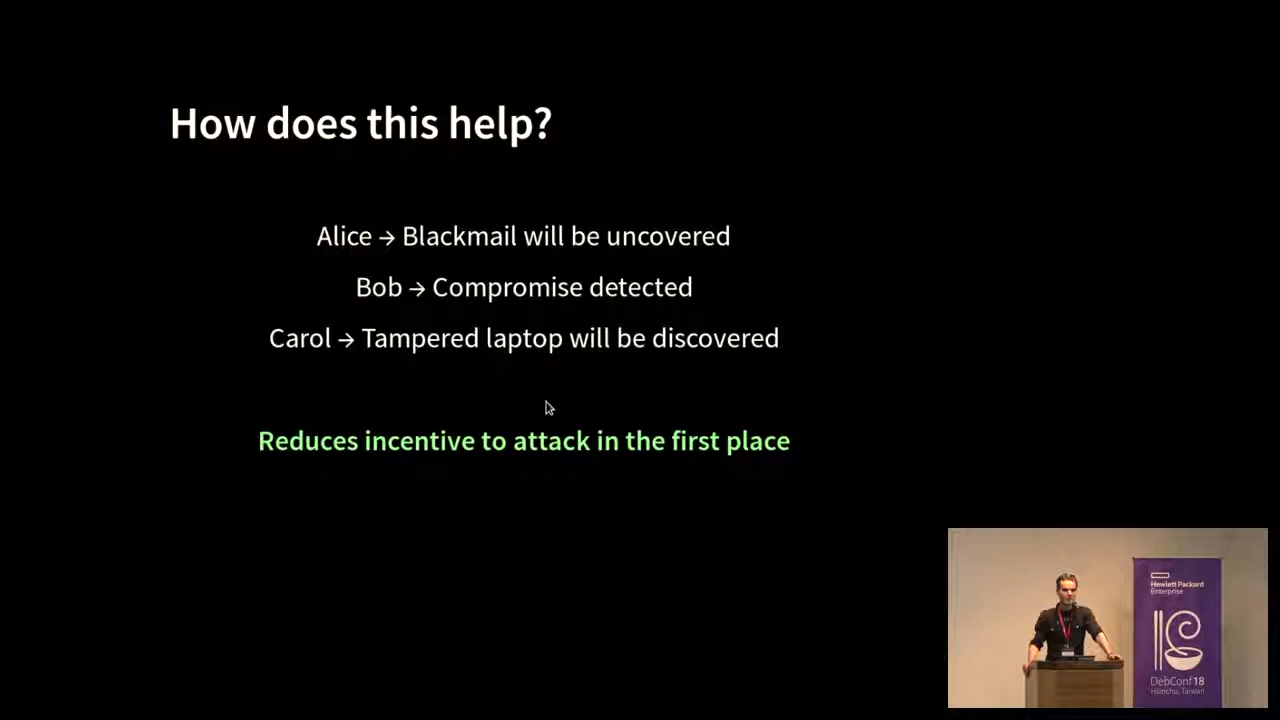 How does this help?
Alice → Blackmail will be uncovered
Bob → Compromise detected
Carol → Tampered laptop will be discovered
Reduces incentive to attack in the first place
Hewlett Packard
Enterprise
DebConf18
Hsinchu, Taiwan